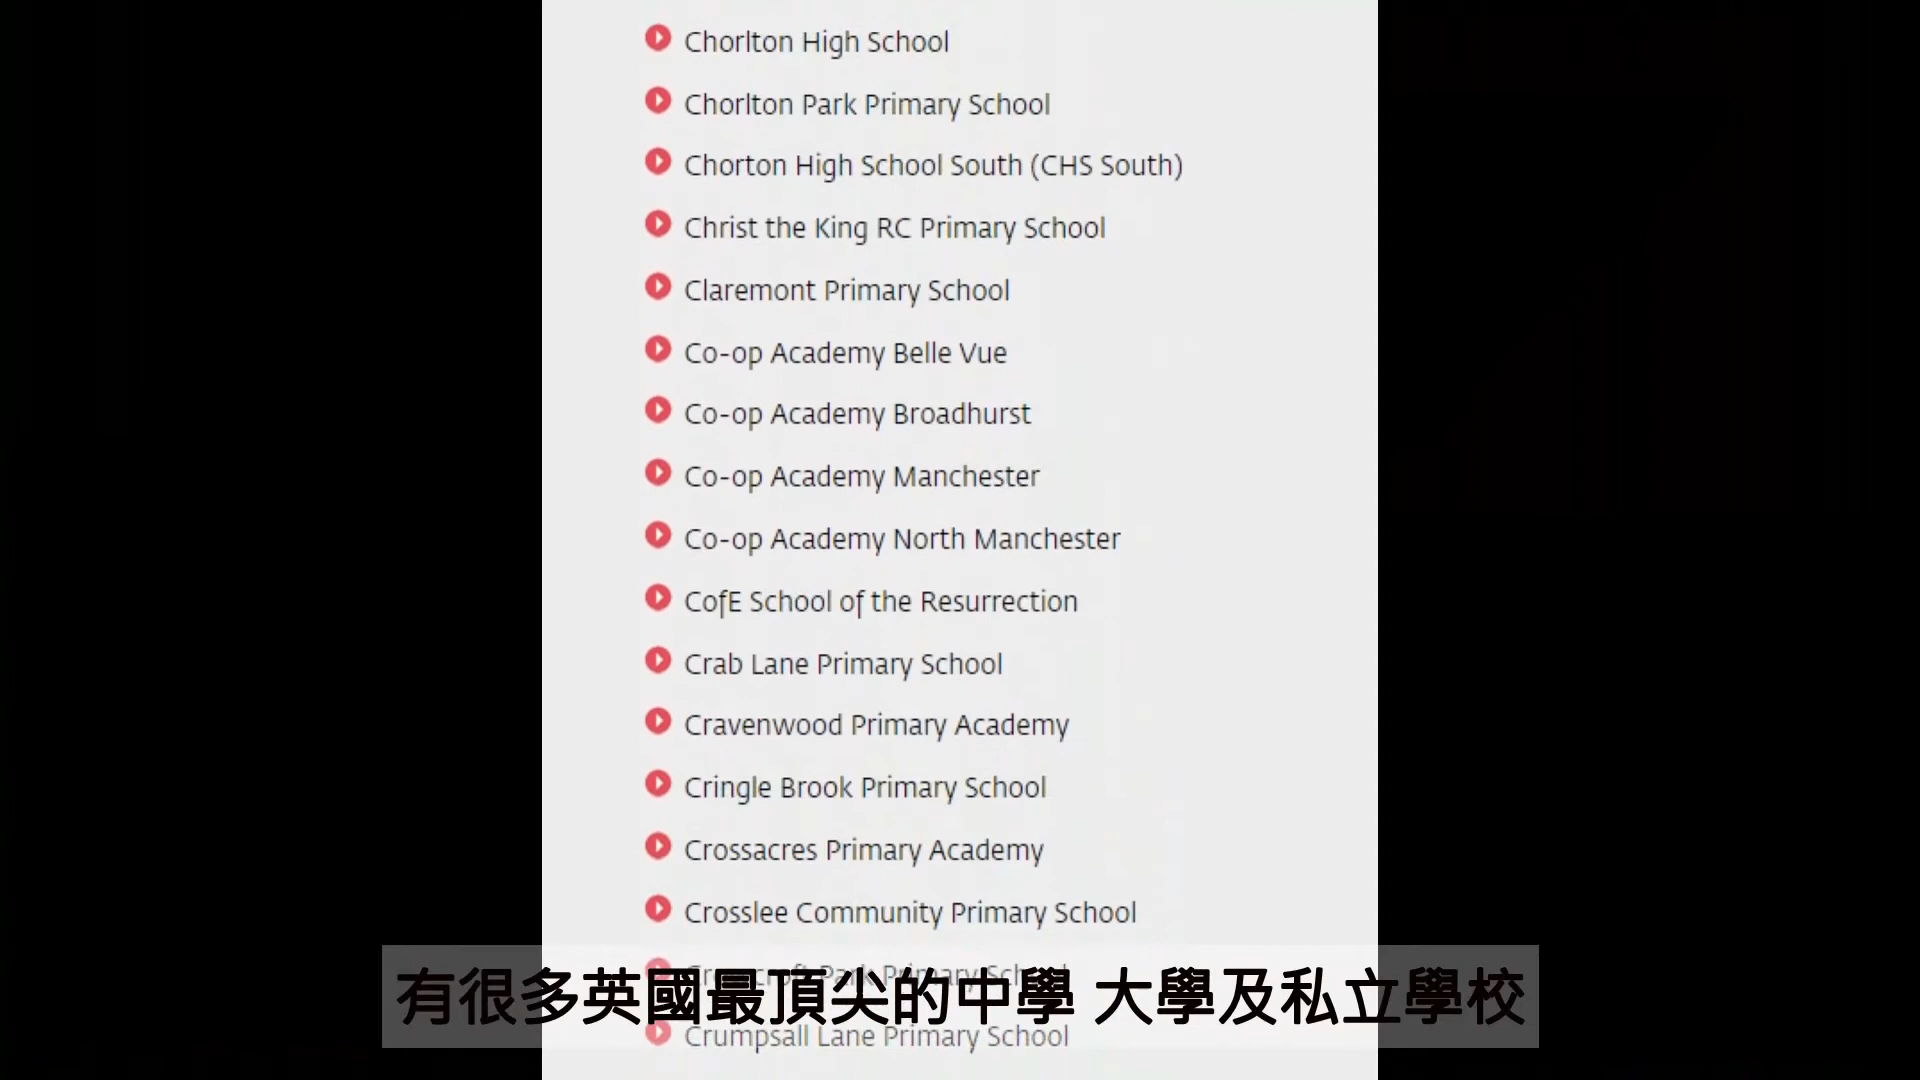 Chorlton High School
Chorlton Park Primary School
Chorton High School South (CHS South)
Christ the King RC Primary School
Claremont Primary School
Co-op Academy Belle Vue
Co-op Academy Broadhurst
Co-op Academy Manchester
Co-op Academy North Manchester
CofE School of the Resurrection
Crab Lane Primary School
Cravenwood Primary Academy
Cringle Brook Primary School
Crossacres Primary Academy
Crosslee Community Primary School
Park Primary School
有很多英國最頂尖的中學 大學及私立學校
Crumpsall Lane Primary School